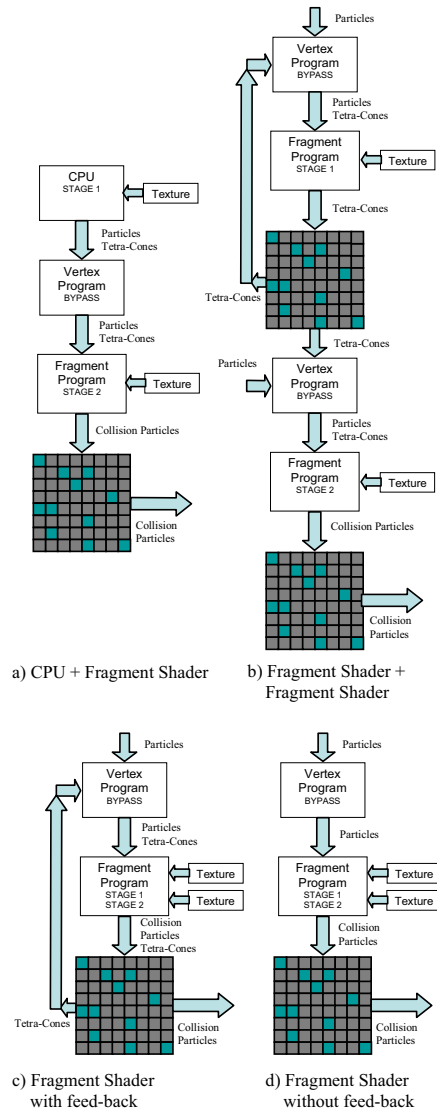 CPU
STAGE 1
Texture
Particles
Tetra-Cones
Vertex
Program
BYPASS
Particles
Tetra-Cones
Fragment
Program
STAGE 2
Texture
Collision Particles
Collision
Particles
a) CPU + Fragment Shader
Particles
Vertex
Program
BYPASS
Particles
Tetra-Cones
Fragment
Program
STAGE 1
Texture
Tetra-Cones
Tetra-Cones
Tetra-Cones
Particles
Vertex
Program
BYPASS
Particles
Tetra-Cones
Fragment
Program
STAGE 2
Texture
Collision Particles
Collision
Particles
b) Fragment Shader +
Fragment Shader
Particles
Vertex
Program
BYPASS
Particles
Tetra-Cones
Fragment
Program
STAGE 1
STAGE 2
Texture
Texture
Collision
Particles
Tetra-Cones
Tetra-Cones
Collision
Particles
c) Fragment Shader
with feed-back
Particles
Vertex
Program
BYPASS
Particles
Fragment
Program
STAGE 1
STAGE 2
Texture
Texture
Collision
Particles
Collision
Particles
d) Fragment Shader
without feed-back